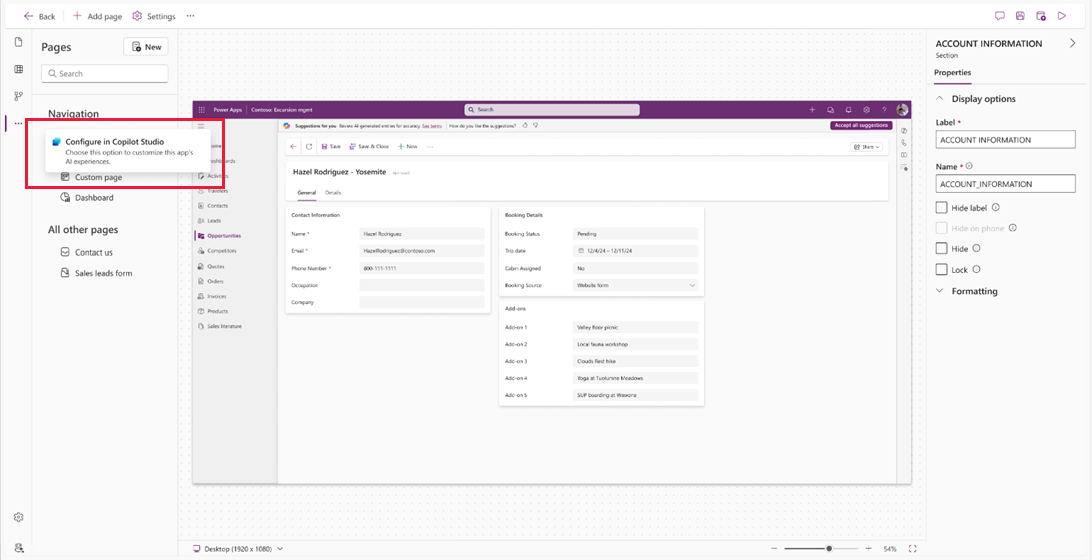 Back
Add page
Settings
Pages
New
Search
Navigation
Configure in Copilot Studio
Choose this option to customize this app's
AI experiences.
Custom page
Dashboard
All other pages
Contact us
Sales leads form
Power Apps
Contoso: Excursion mgmt
Search
Suggestions for you
Review AI generated entries for accuracy. See terms
How do you like the suggestions?
Accept all suggestions
Save
Save & Close
New
Share
Hazel Rodriguez - Yosemite
General
Details
Contacts
Leads
Opportunities
Competitors
Quotes
Orders
Invoices
Products
Sales literature
Contact Information
Name *
Hazel Rodriguez
Email *
HazelRodriguez@contoso.com
Phone Number *
800-111-1111
Occupation
Company
Booking Details
Booking Status
Pending
Trip date
12/4/24 – 12/11/24
Cabin Assigned
No
Booking Source
Website form
Add-ons
Add-on 1
Valley floor picnic
Add-on 2
Local fauna workshop
Add-on 3
Clouds Rest hike
Add-on 4
Yoga at Tuolumne Meadows
Add-on 5
SUP boarding at Wawona
ACCOUNT INFORMATION
Section
Properties
Display options
Label *
ACCOUNT INFORMATION
Name *
ACCOUNT_INFORMATION
Hide label
Hide on phone
Hide
Lock
Formatting
Desktop (1920 x 1080)
54%